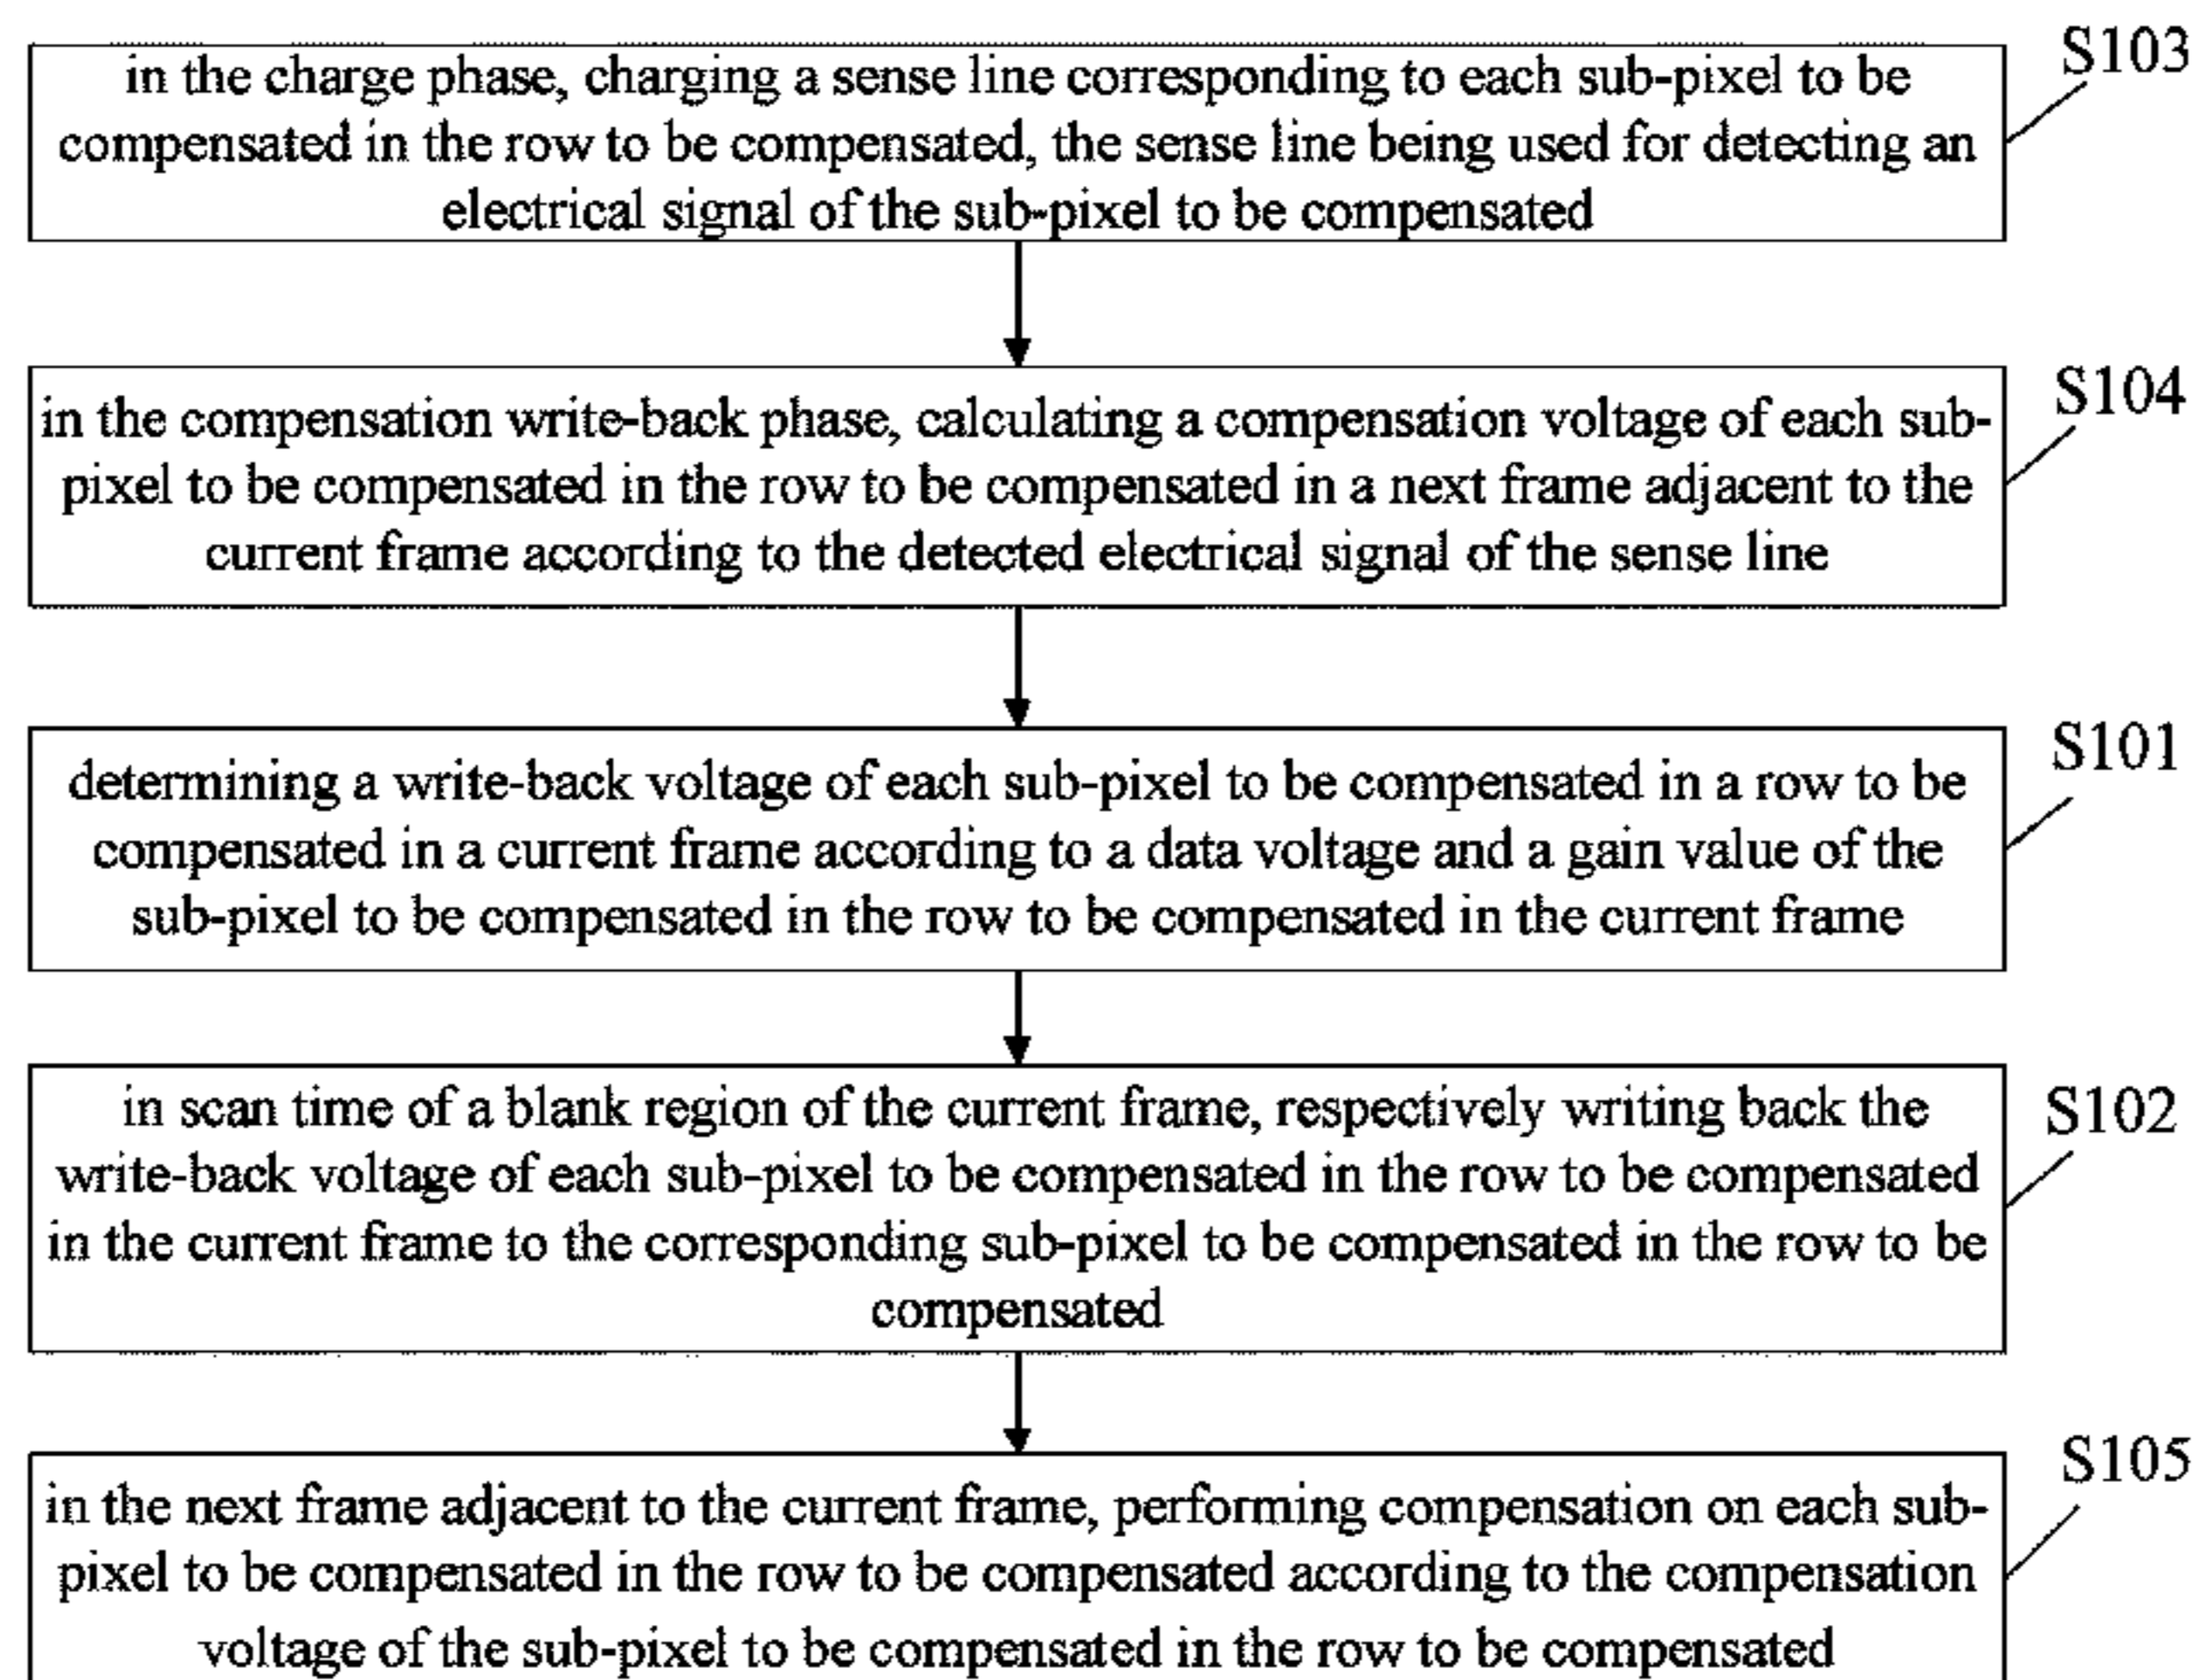 in the charge phase, charging a sense line corresponding to each sub-pixel to be
compensated in the row to be compensated, the sense line being used for detecting an
electrical signal of the sub-pixel to be compensated
S103
in the compensation write-back phase, calculating a compensation voltage of each sub-
pixel to be compensated in the row to be compensated in a next frame adjacent to the
current frame according to the detected electrical signal of the sense line
S104
determining a write-back voltage of each sub-pixel to be compensated in a row to be
compensated in a current frame according to a data voltage and a gain value of the
sub-pixel to be compensated in the row to be compensated in the current frame
S101
in scan time of a blank region of the current frame, respectively writing back the
write-back voltage of each sub-pixel to be compensated in the row to be compensated
in the current frame to the corresponding sub-pixel to be compensated in the row to be
compensated
S102
in the next frame adjacent to the current frame, performing compensation on each sub-
pixel to be compensated in the row to be compensated according to the compensation
voltage of the sub-pixel to be compensated in the row to be compensated
S105